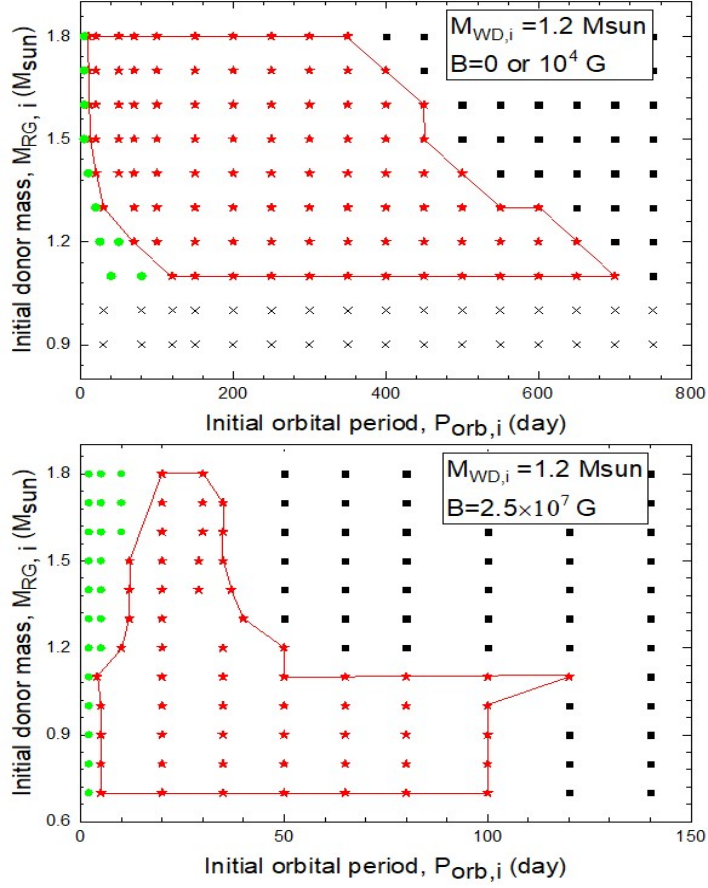 M_WD,i = 1.2 Msun
B=0 or 10^4 G
1.8
1.5
1.2
0.9
Initial donor mass, M_RG, i (M_sun)
0 200 400 600 800
Initial orbital period, P_orb,i (day)
M_WD,i = 1.2 Msun
B=2.5×10^7 G
1.8
1.5
1.2
0.9
0.6
Initial donor mass, M_RG, i (M_sun)
0 50 100 150
Initial orbital period, P_orb,i (day)